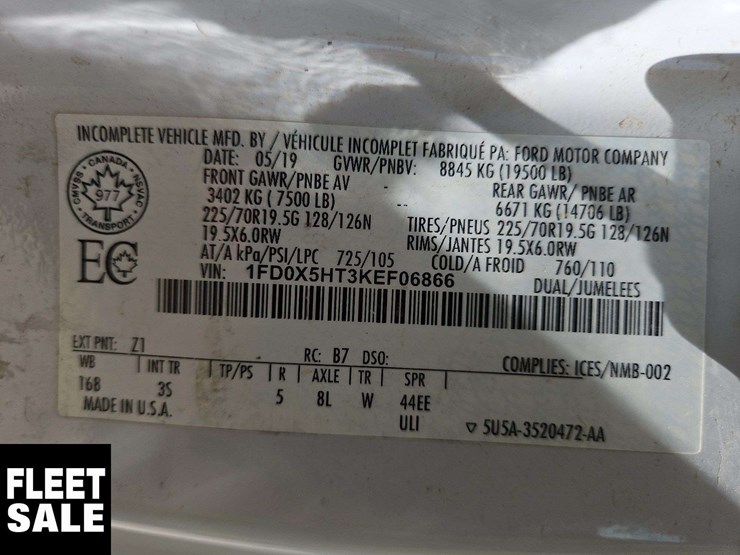 INCOMPLETE VEHICLE MFD. BY / VÉHICULE INCOMPLET FABRIQUÉ PA: FORD MOTOR COMPANY
DATE: 05/19 GVWR/PNBV: 8845 KG (19500 LB)
FRONT GAWR/PNBE AV - REAR GAWR/ PNBE AR
3402 KG ( 7500 LB) -- 6671 KG (14706 LB)
225/70R19.5G 128/126N TIRES/PNEUS 225/70R19.5G 128/126N
19.5X6.0RW RIMS/JANTES 19.5X6.0RW
AT/A kPa/PSI/LPC 725/105 COLD/A FROID 760/110
VIN: 1FD0X5HT3KEF06866 DUAL/JUMELEES
CANADA
CMVSS NSVAC
977
TRANSPORT
EC
EXT PNT: Z1 RC: B7 DSO: COMPLIES: ICES/NMB-002
WB INT TR TP/PS R AXLE TR SPR
168 3S 5 8L W 44EE
MADE IN U.S.A. ULI ▽ 5U5A-3520472-AA
FLEET
SALE